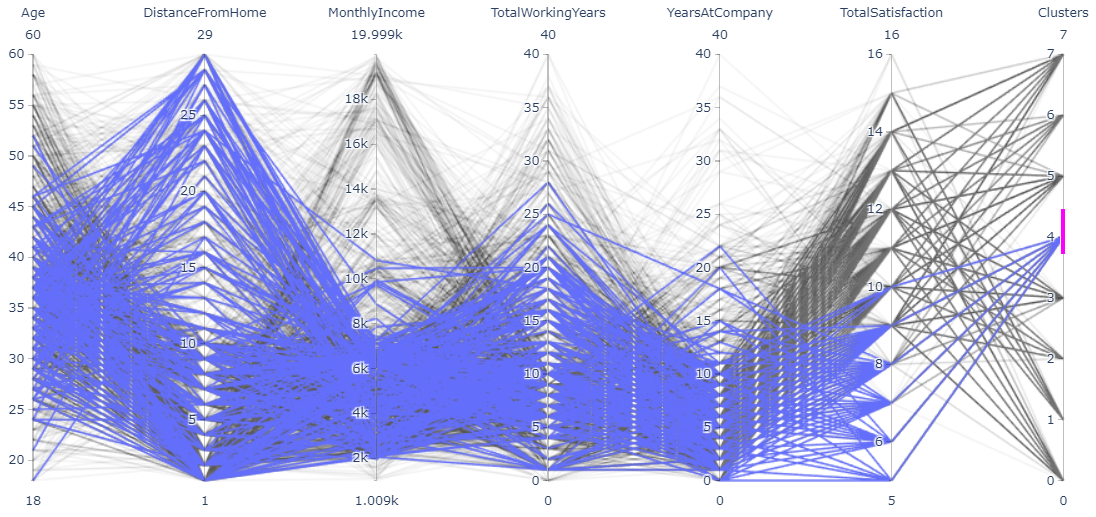 Age DistanceFromHome MonthlyIncome TotalWorkingYears YearsAtCompany TotalSatisfaction Clusters
60 29 19.999k 40 40 16 7
60 40 40 16 7
55 18k 35 35 6
25 16k 14
50 30 30 5
20 14k 12
45 25 25 4
12k
40 15 20 20 10 3
10k
35 8k 15 15
30 10 6k 10 10 8 2
25 5 4k 5 5 6 1
20 2k 0 0 0
18 1 1.009k 0 0 5 0